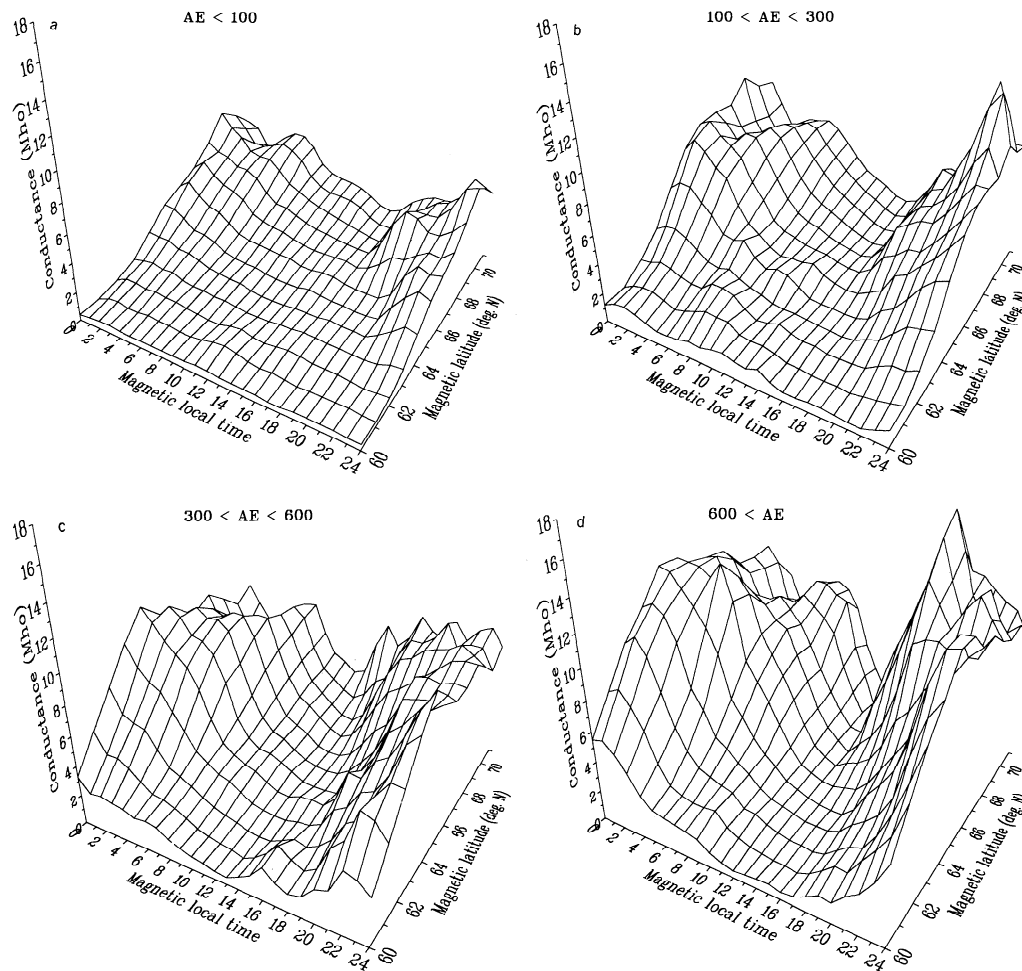 a
AE < 100
18
16
14
12
10
8
6
4
2
0
Conductance (Mho)
0 2 4 6 8 10 12 14 16 18 20 22 24
Magnetic local time
60 62 64 66 68 70
Magnetic latitude (deg. N)
b
100 < AE < 300
18
16
14
12
10
8
6
4
2
0
Conductance (Mho)
0 2 4 6 8 10 12 14 16 18 20 22 24
Magnetic local time
60 62 64 66 68 70
Magnetic latitude (deg. N)
c
300 < AE < 600
18
16
14
12
10
8
6
4
2
0
Conductance (Mho)
0 2 4 6 8 10 12 14 16 18 20 22 24
Magnetic local time
60 62 64 66 68 70
Magnetic latitude (deg. N)
d
600 < AE
18
16
14
12
10
8
6
4
2
0
Conductance (Mho)
0 2 4 6 8 10 12 14 16 18 20 22 24
Magnetic local time
60 62 64 66 68 70
Magnetic latitude (deg. N)